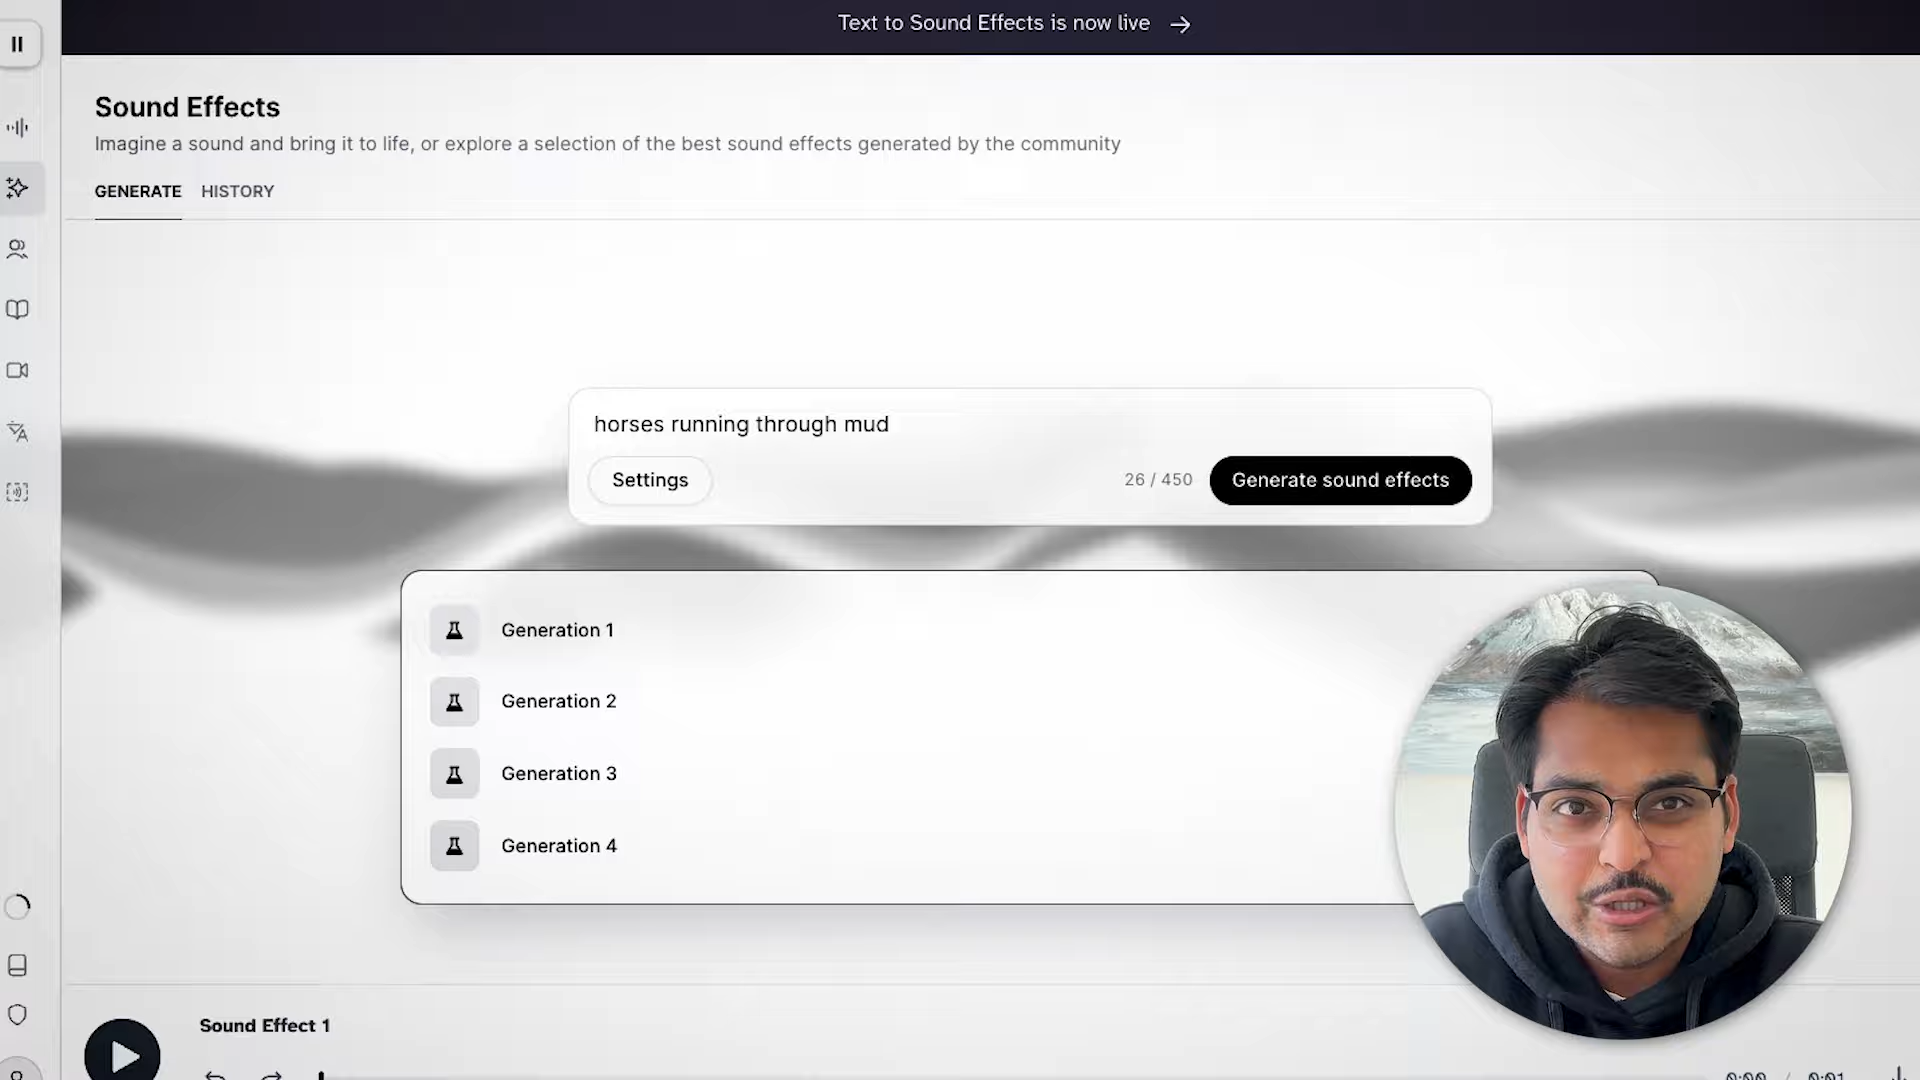 Text to Sound Effects is now live →
Sound Effects
Imagine a sound and bring it to life, or explore a selection of the best sound effects generated by the community
GENERATE HISTORY
horses running through mud
Settings 26 / 450 Generate sound effects
Generation 1
Generation 2
Generation 3
Generation 4
Sound Effect 1